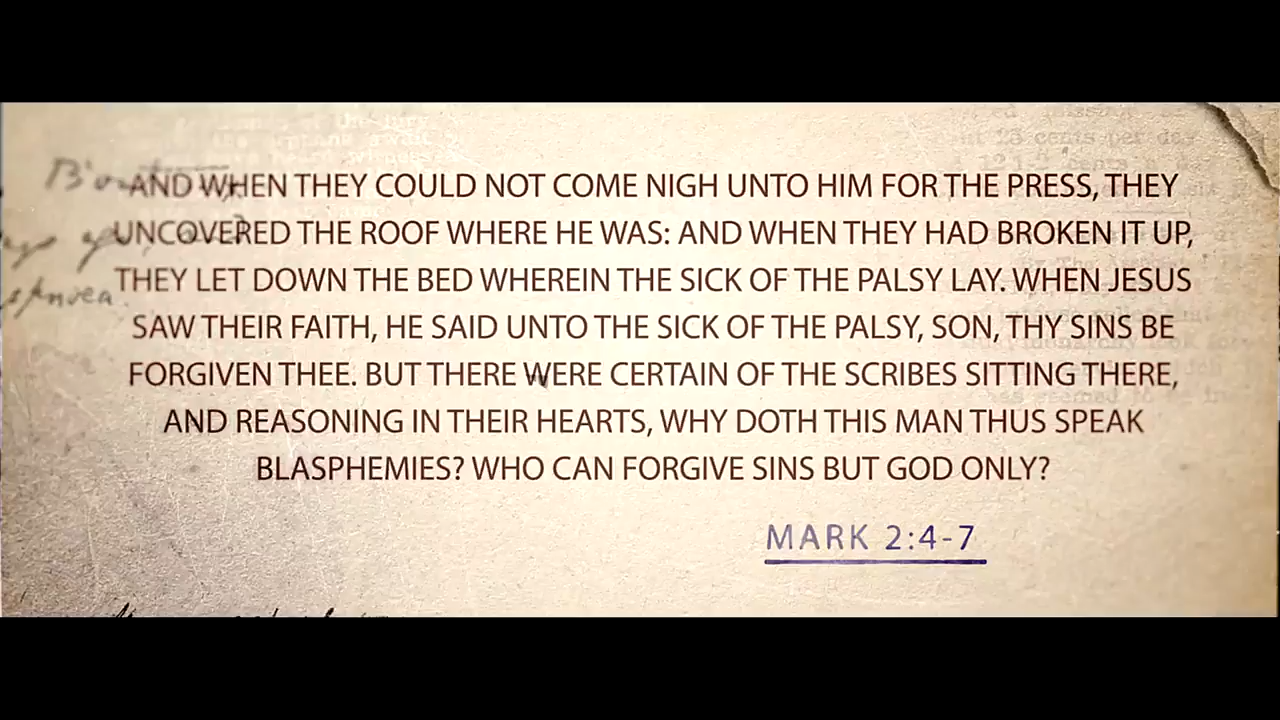 AND WHEN THEY COULD NOT COME NIGH UNTO HIM FOR THE PRESS, THEY
UNCOVERED THE ROOF WHERE HE WAS: AND WHEN THEY HAD BROKEN IT UP,
THEY LET DOWN THE BED WHEREIN THE SICK OF THE PALSY LAY. WHEN JESUS
SAW THEIR FAITH, HE SAID UNTO THE SICK OF THE PALSY, SON, THY SINS BE
FORGIVEN THEE. BUT THERE WERE CERTAIN OF THE SCRIBES SITTING THERE,
AND REASONING IN THEIR HEARTS, WHY DOTH THIS MAN THUS SPEAK
BLASPHEMIES? WHO CAN FORGIVE SINS BUT GOD ONLY?
MARK 2:4-7